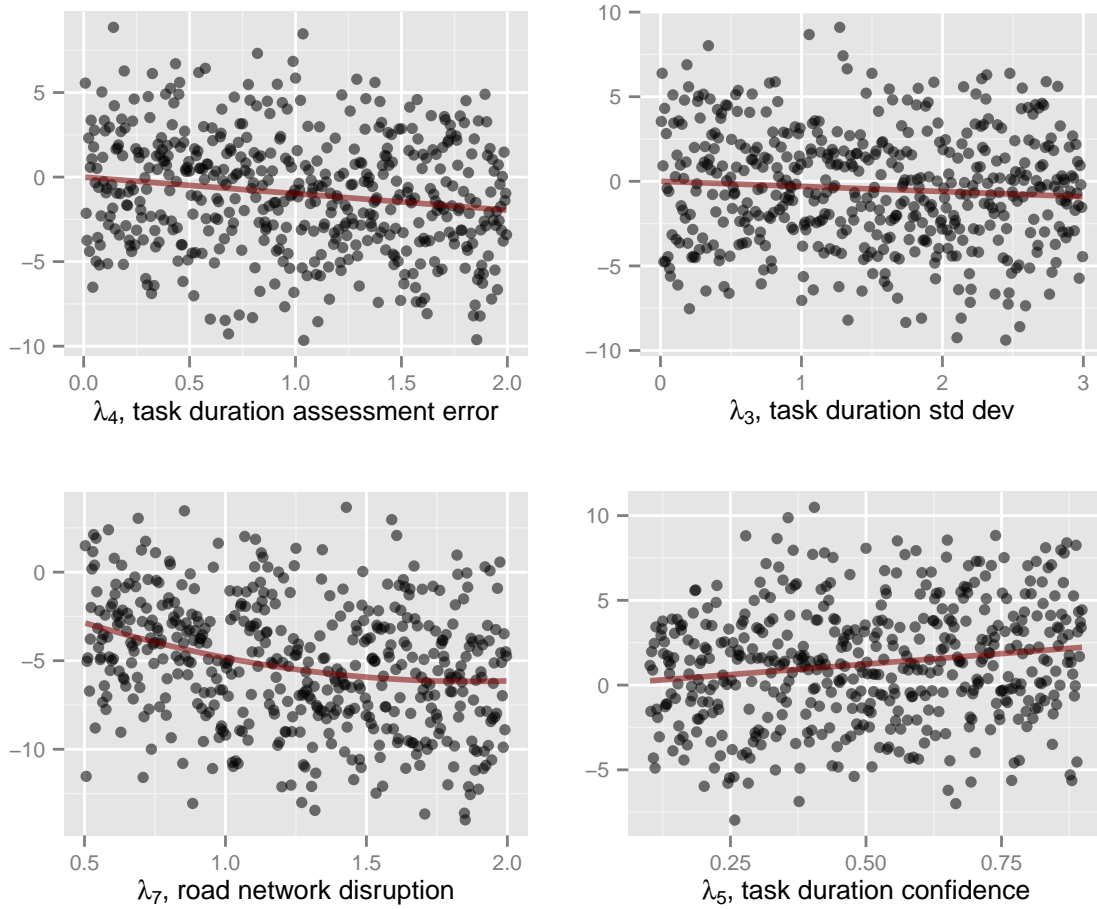 5
0
−5
−10
0.0 0.5 1.0 1.5 2.0
λ4, task duration assessment error
10
5
0
−5
−10
0 1 2 3
λ3, task duration std dev
0
−5
−10
0.5 1.0 1.5 2.0
λ7, road network disruption
10
5
0
−5
0.25 0.50 0.75
λ5, task duration confidence